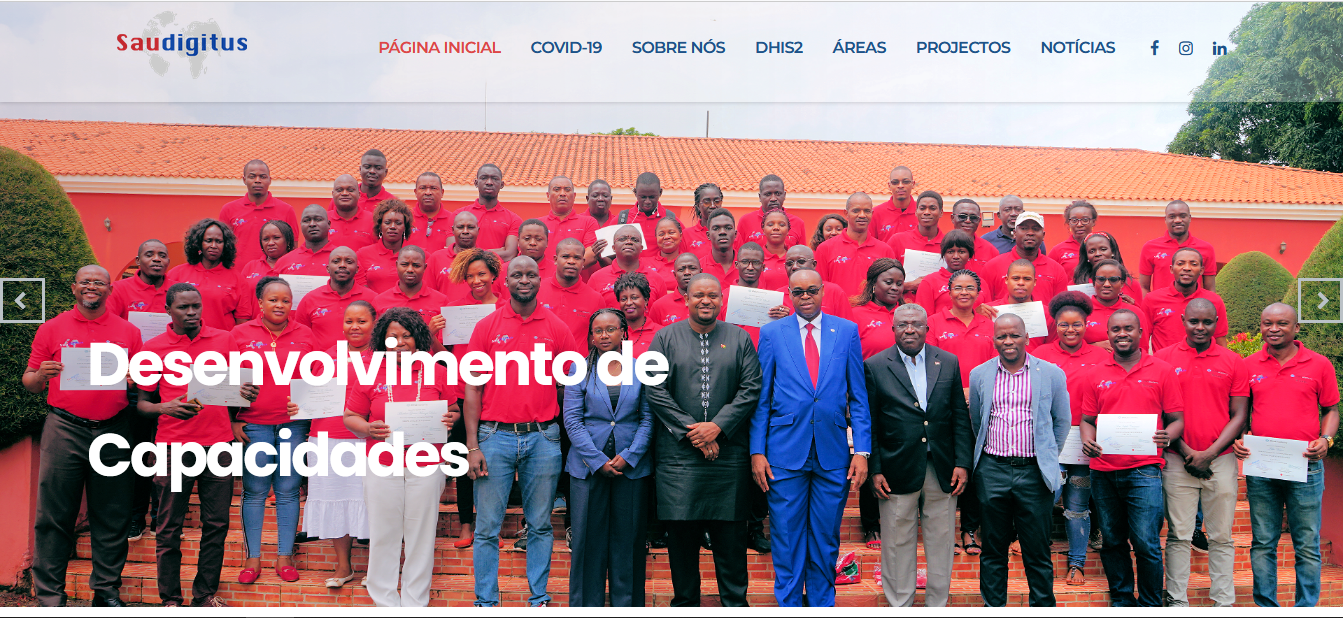 Saudigitus
PÁGINA INICIAL
COVID-19
SOBRE NÓS
DHIS2
ÁREAS
PROJECTOS
NOTÍCIAS
Desenvolvimento de
Capacidades